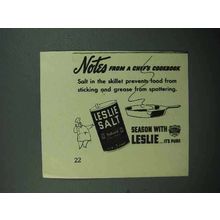 Notes FROM A CHEF'S COOKBOOK
Salt in the skillet prevents food from
sticking and grease from spattering.
LESLIE
SALT
SEASON WITH
LESLIE ...IT'S PURE
22